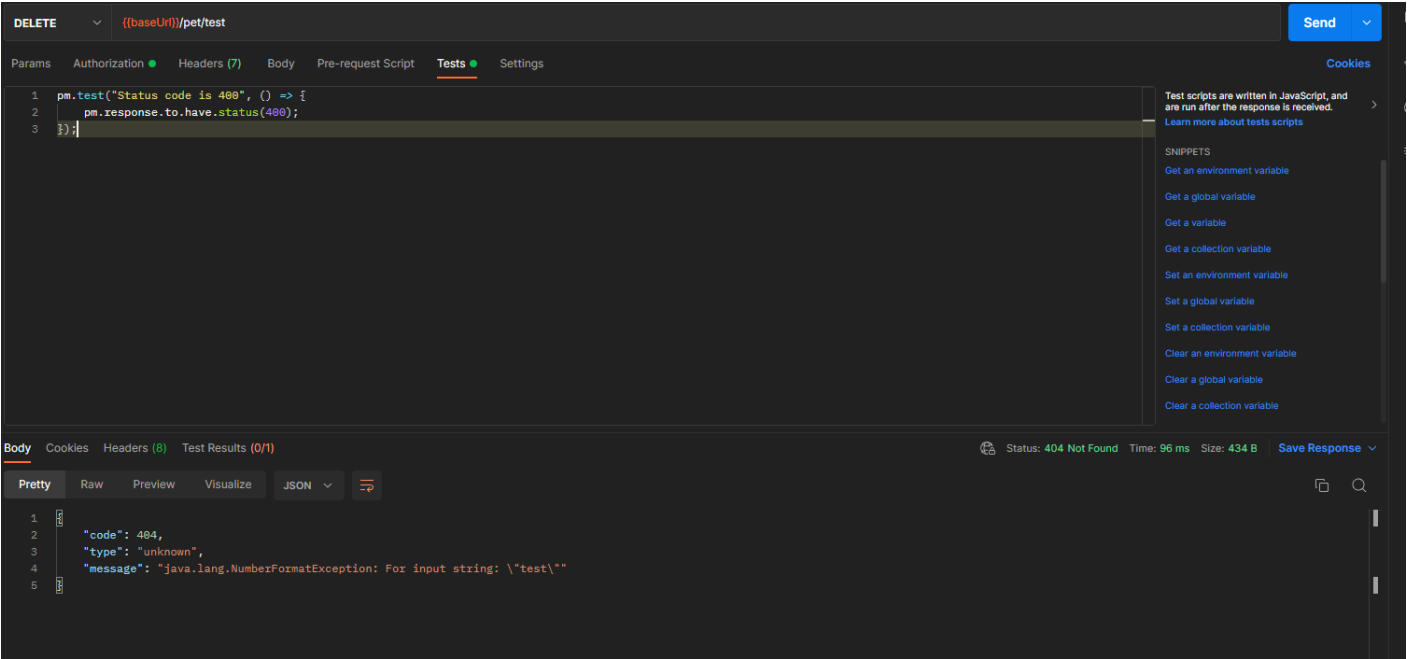 DELETE {{baseUrl}}/pet/test Send
Params Authorization Headers (7) Body Pre-request Script Tests Settings Cookies
1 pm.test("Status code is 400", () => {
2 pm.response.to.have.status(400);
3 });
Test scripts are written in JavaScript, and
are run after the response is received.
Learn more about tests scripts
SNIPPETS
Get an environment variable
Get a global variable
Get a variable
Get a collection variable
Set an environment variable
Set a global variable
Set a collection variable
Clear an environment variable
Clear a global variable
Clear a collection variable
Body Cookies Headers (8) Test Results (0/1) Status: 404 Not Found Time: 96 ms Size: 434 B Save Response
Pretty Raw Preview Visualize JSON
1 {
2 "code": 404,
3 "type": "unknown",
4 "message": "java.lang.NumberFormatException: For input string: \"test\""
5 }